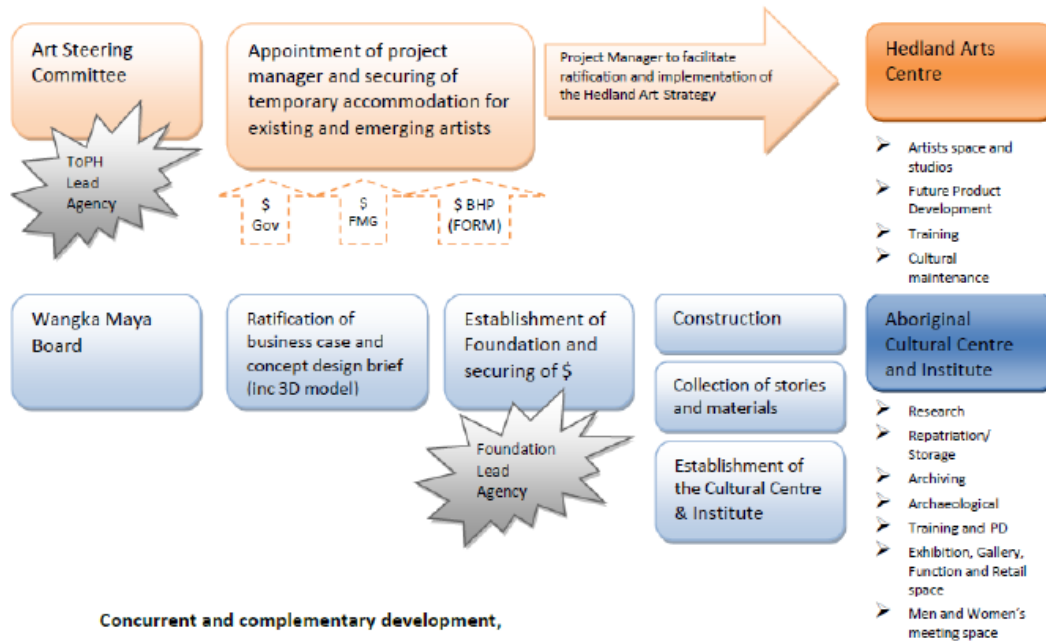 Art Steering
Committee
ToPH
Lead
Agency
Appointment of project
manager and securing of
temporary accommodation for
existing and emerging artists
$
Gov
$
FMG
$ BHP
(FORM)
Project Manager to facilitate
ratification and implementation of
the Hedland Art Strategy
Hedland Arts
Centre
Artists space and
studios
Future Product
Development
Training
Cultural
maintenance
Wangka Maya
Board
Ratification of
business case and
concept design brief
(inc 3D model)
Establishment of
Foundation and
securing of $
Foundation
Lead
Agency
Construction
Collection of stories
and materials
Establishment of
the Cultural Centre
& Institute
Aboriginal
Cultural Centre
and Institute
Research
Repatriation/
Storage
Archiving
Archaeological
Training and PD
Exhibition, Gallery,
Function and Retail
space
Men and Women's
meeting space
Concurrent and complementary development,